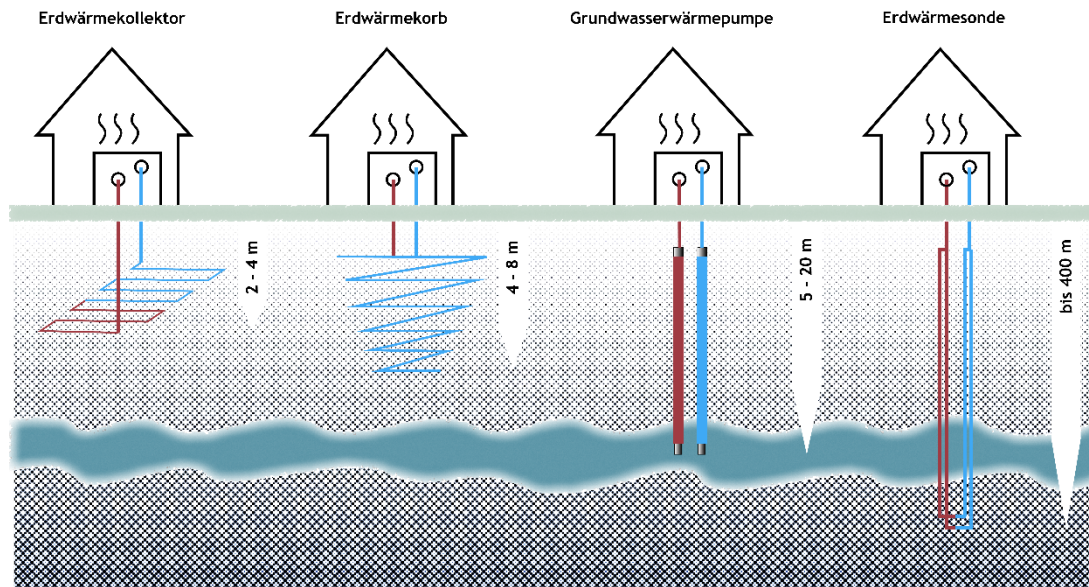 Erdwärmekollektor
Erdwärmekorb
Grundwasserwärmepumpe
Erdwärmesonde
2 - 4 m
4 - 8 m
5 - 20 m
bis 400 m